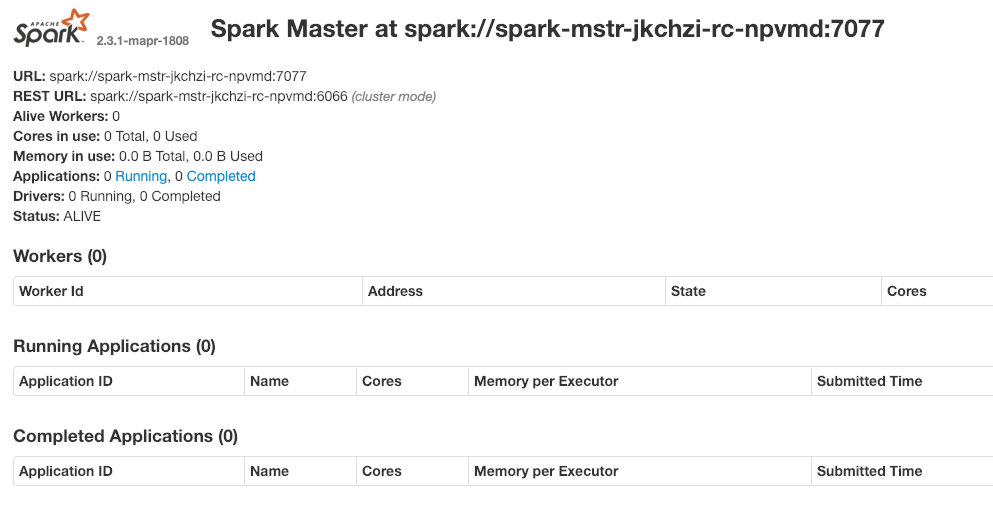 APACHE
Spark 2.3.1-mapr-1808 Spark Master at spark://spark-mstr-jkchzi-rc-npvmd:7077
URL: spark://spark-mstr-jkchzi-rc-npvmd:7077
REST URL: spark://spark-mstr-jkchzi-rc-npvmd:6066 (cluster mode)
Alive Workers: 0
Cores in use: 0 Total, 0 Used
Memory in use: 0.0 B Total, 0.0 B Used
Applications: 0 Running, 0 Completed
Drivers: 0 Running, 0 Completed
Status: ALIVE
Workers (0)
Worker Id Address State Cores
Running Applications (0)
Application ID Name Cores Memory per Executor Submitted Time
Completed Applications (0)
Application ID Name Cores Memory per Executor Submitted Time